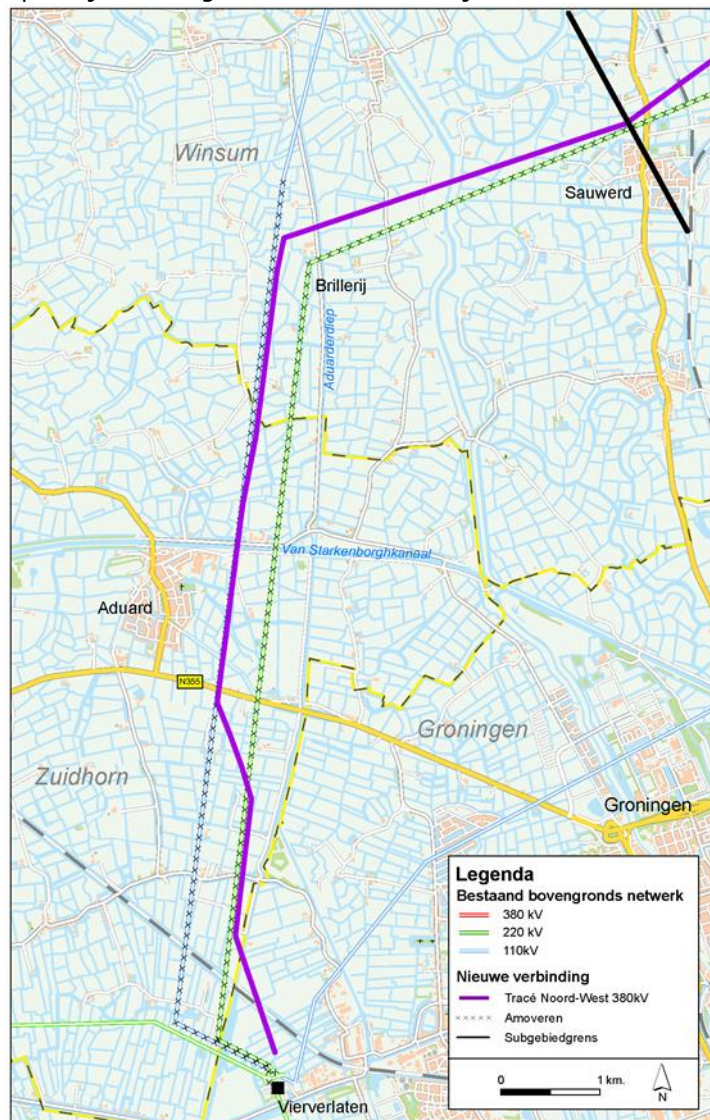 Winsum
Sauwerd
Brillerij
Aduarderdiep
Van Starkenborghkanaal
Aduard
N355
Groningen
Zuidhorn
Groningen
Legenda
Bestaand bovengronds netwerk
380 kV
220 kV
110kV
Nieuwe verbinding
Tracé Noord-West 380kV
Amoveren
Subgebiedgrens
0 1 km.
N
Vierverlaten